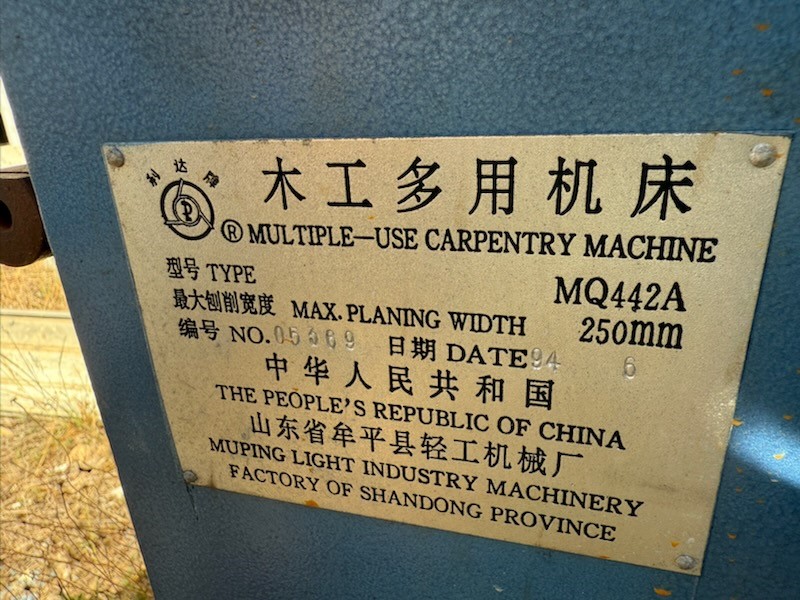 利达牌
木工多用机床
® MULTIPLE—USE CARPENTRY MACHINE
型号 TYPE MQ442A
最大刨削宽度 MAX. PLANING WIDTH 250mm
编号 NO. 日期 DATE 94 6
中华人民共和国
THE PEOPLE'S REPUBLIC OF CHINA
山东省牟平县轻工机械厂
MUPING LIGHT INDUSTRY MACHINERY
FACTORY OF SHANDONG PROVINCE